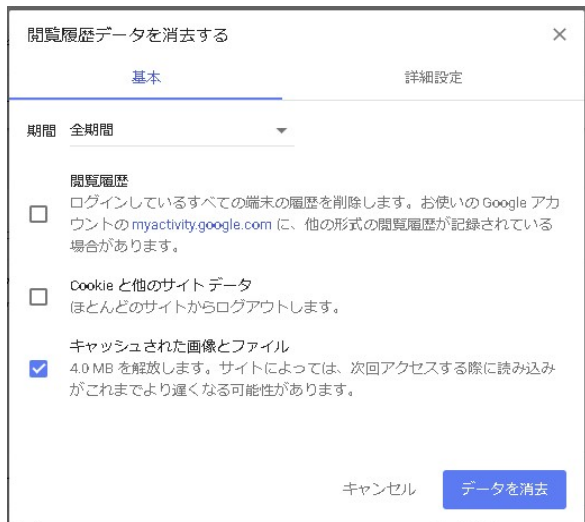 閲覧履歴データを消去する
基本
詳細設定
期間 全期間
閲覧履歴
ログインしているすべての端末の履歴を削除します。お使いの Google アカ
ウントの myactivity.google.com に、他の形式の閲覧履歴が記録されている
場合があります。
Cookie と他のサイトデータ
ほとんどのサイトからログアウトします。
キャッシュされた画像とファイル
4.0 MB を解放します。サイトによっては、次回アクセスする際に読み込み
がこれまでより遅くなる可能性があります。
キャンセル
データを消去